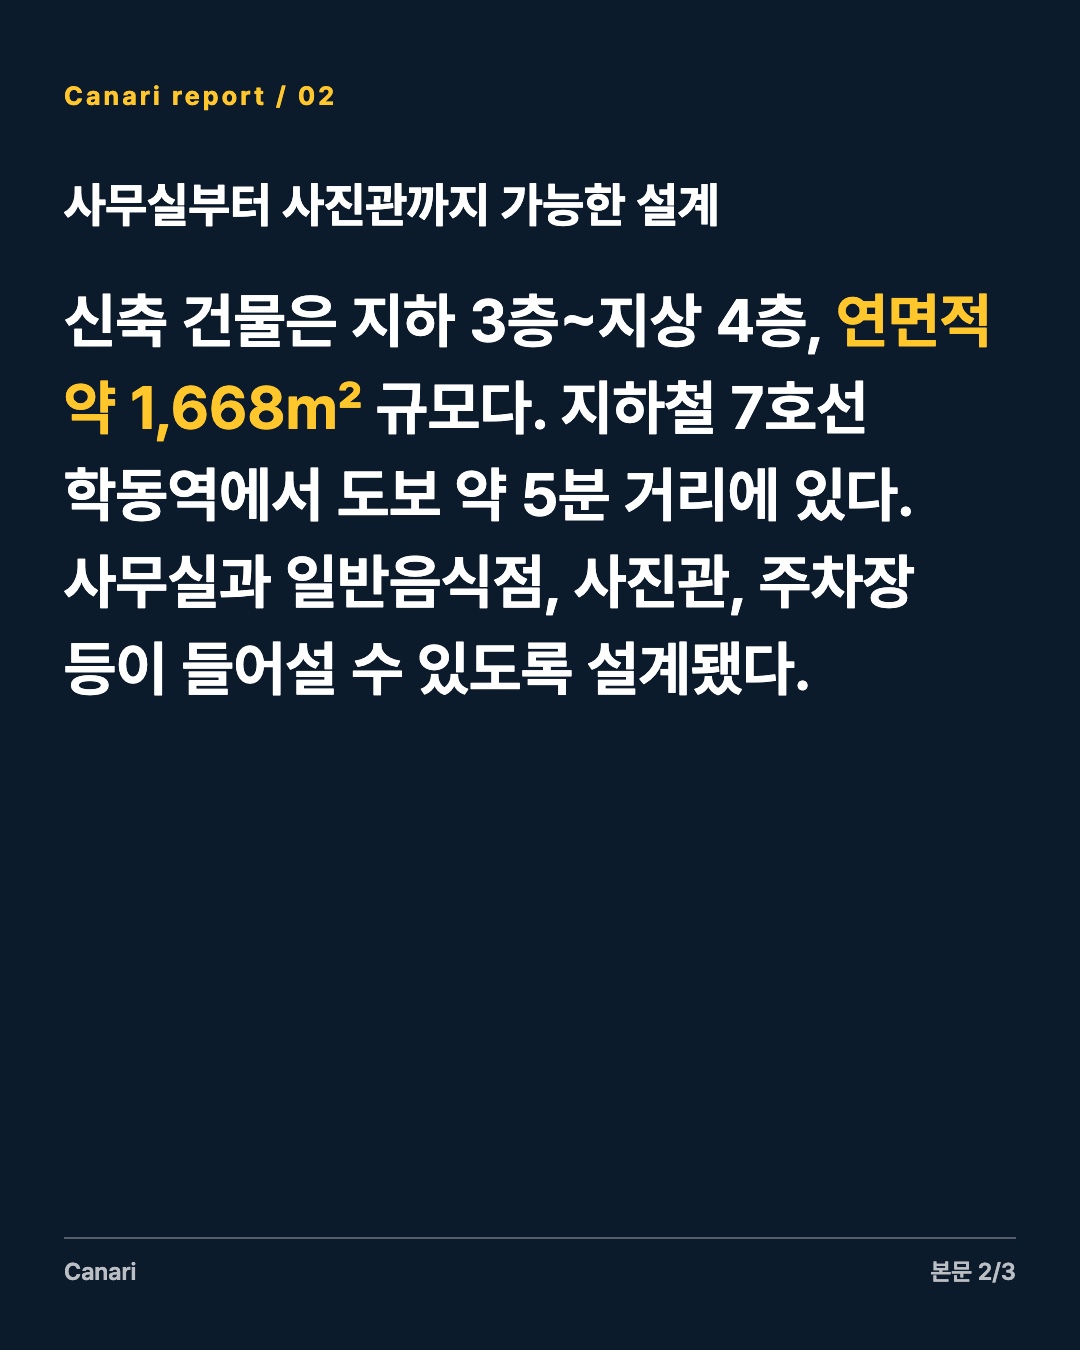 Canari report / 02
사무실부터 사진관까지 가능한 설계
신축 건물은 지하 3층~지상 4층, 연면적
약 1,668m² 규모다. 지하철 7호선
학동역에서 도보 약 5분 거리에 있다.
사무실과 일반음식점, 사진관, 주차장
등이 들어설 수 있도록 설계됐다.
Canari
본문 2/3